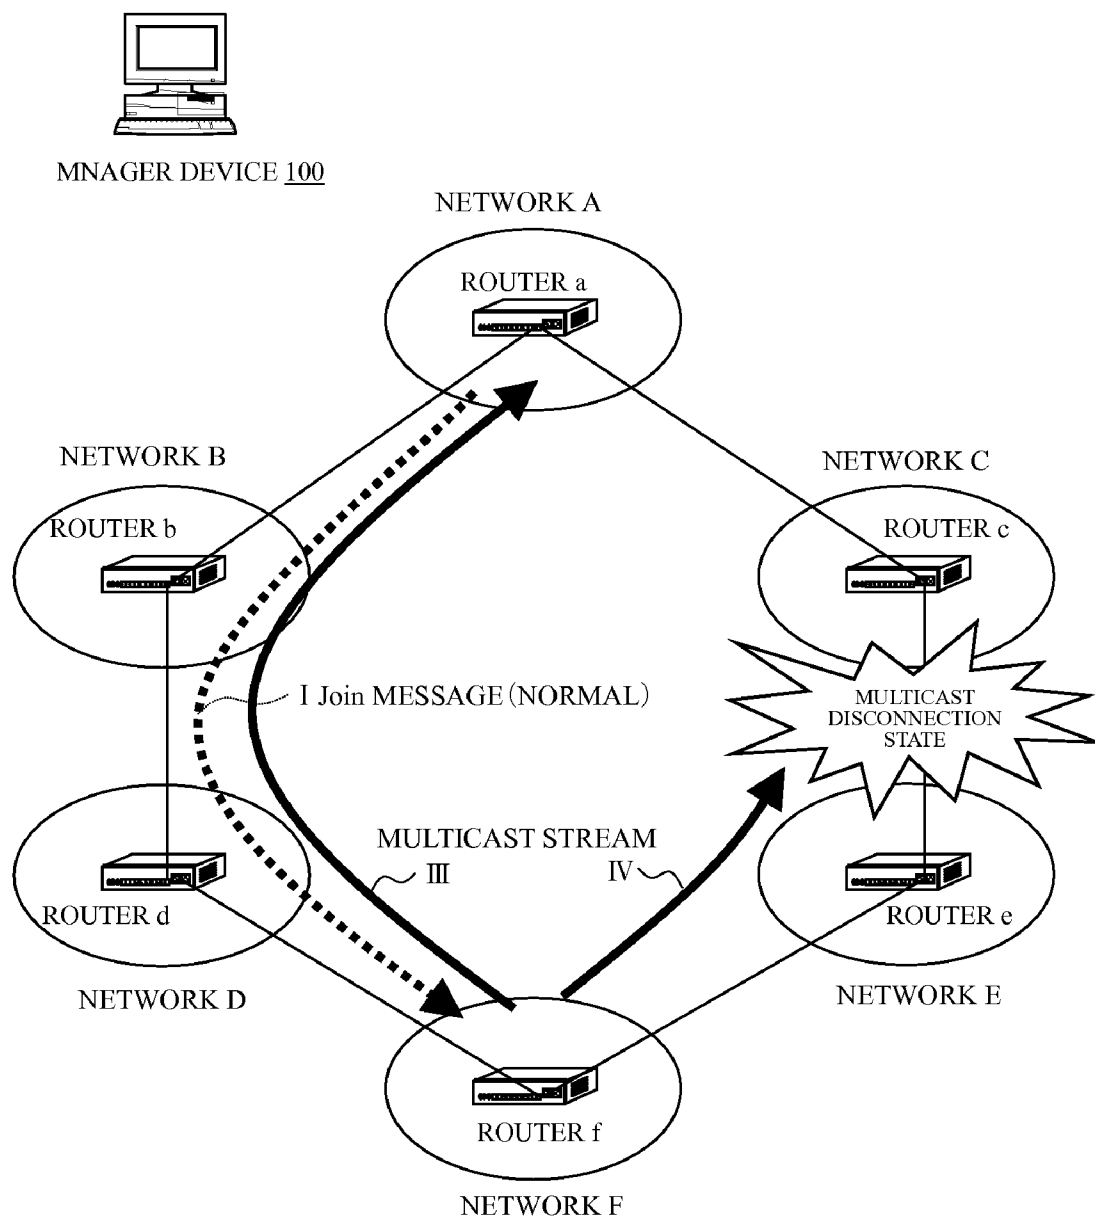 MNAGER DEVICE 100
NETWORK A
ROUTER a
NETWORK B
NETWORK C
ROUTER b
ROUTER c
I Join MESSAGE(NORMAL)
MULTICAST
DISCONNECTION
STATE
MULTICAST STREAM
III
IV
ROUTER d
ROUTER e
NETWORK D
NETWORK E
ROUTER f
NETWORK F